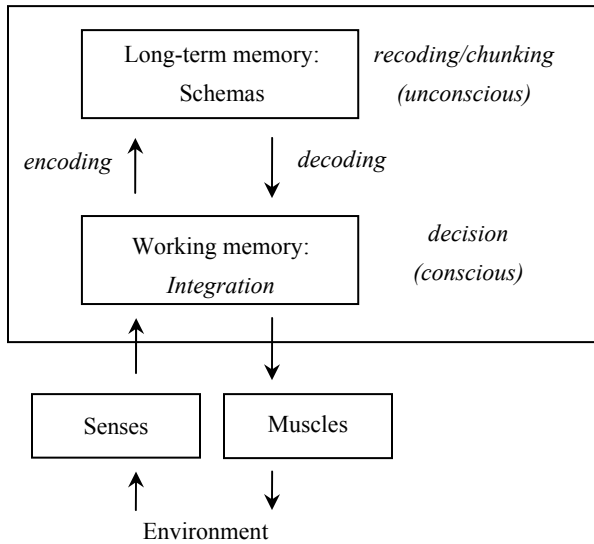 Long-term memory:
Schemas
recoding/chunking
(unconscious)
encoding
decoding
Working memory:
Integration
decision
(conscious)
Senses
Muscles
Environment